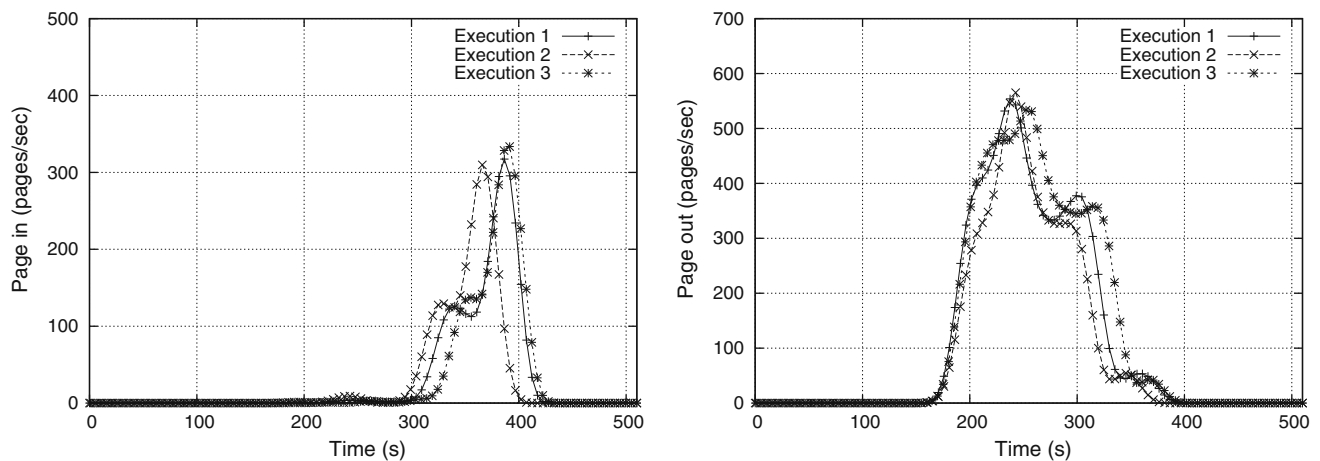 500
400
300
200
100
0
Page in (pages/sec)
Execution 1
Execution 2
Execution 3
0 100 200 300 400 500
Time (s)
700
600
500
400
300
200
100
0
Page out (pages/sec)
Execution 1
Execution 2
Execution 3
0 100 200 300 400 500
Time (s)